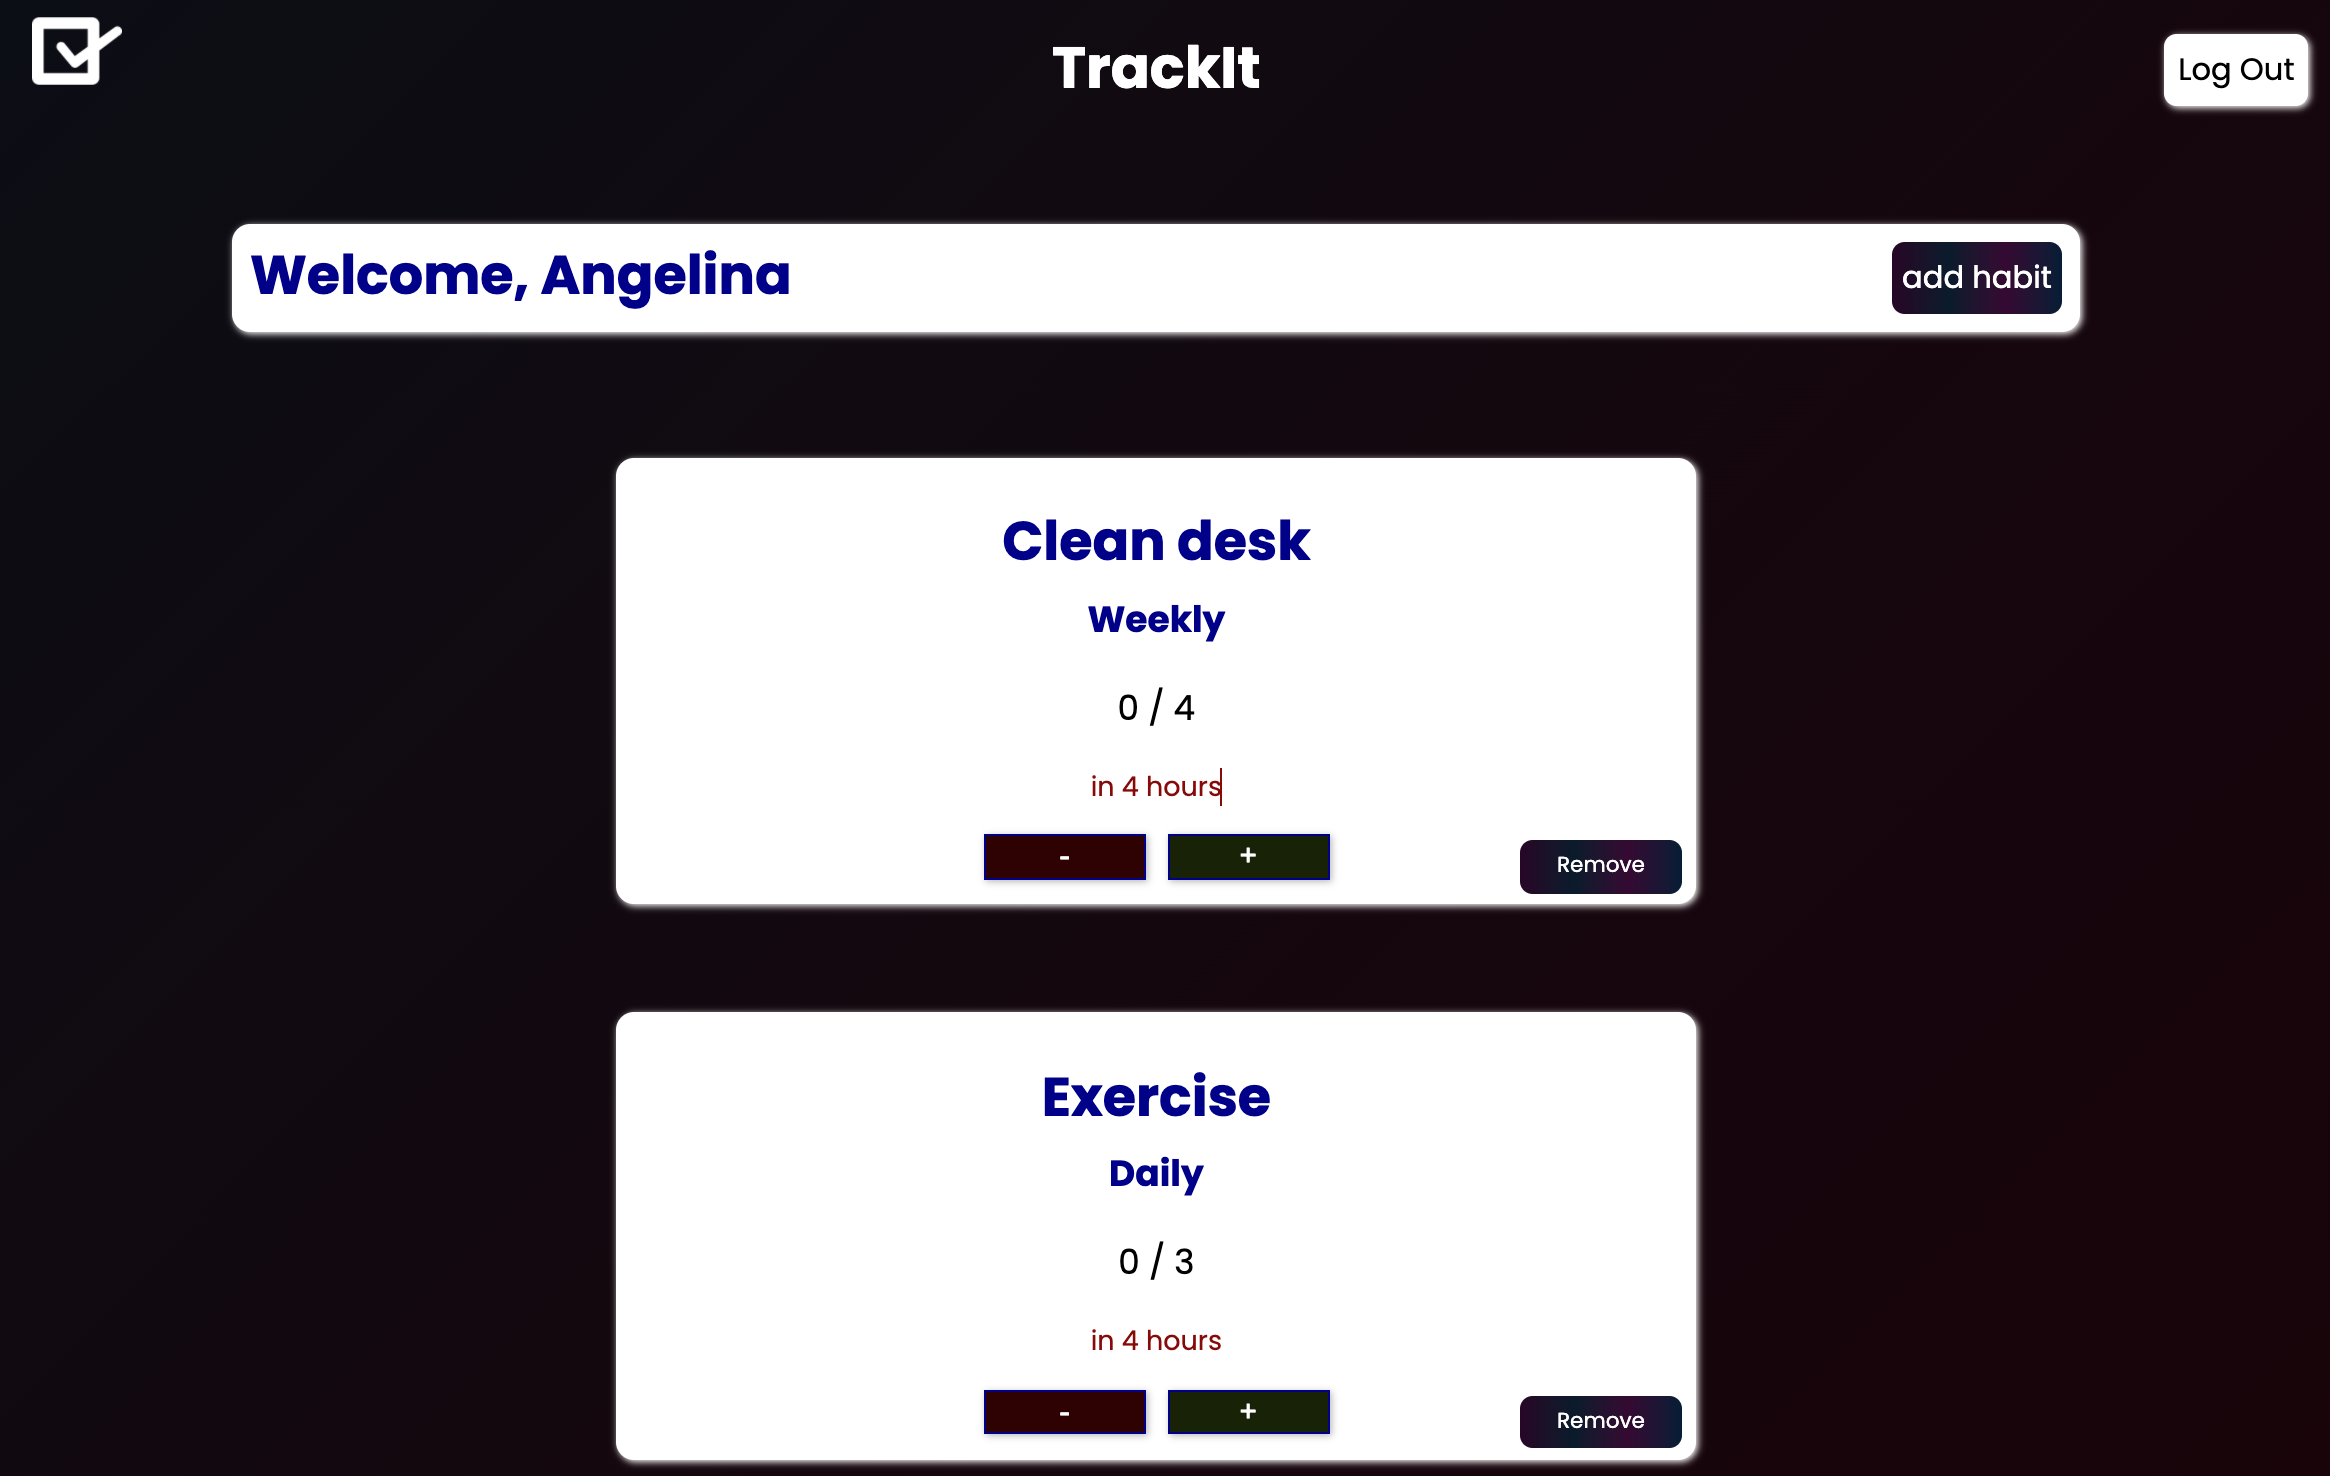 TrackIt
Log Out
Welcome, Angelina
add habit
Clean desk
Weekly
0 / 4
in 4 hours
- +
Remove
Exercise
Daily
0 / 3
in 4 hours
- +
Remove